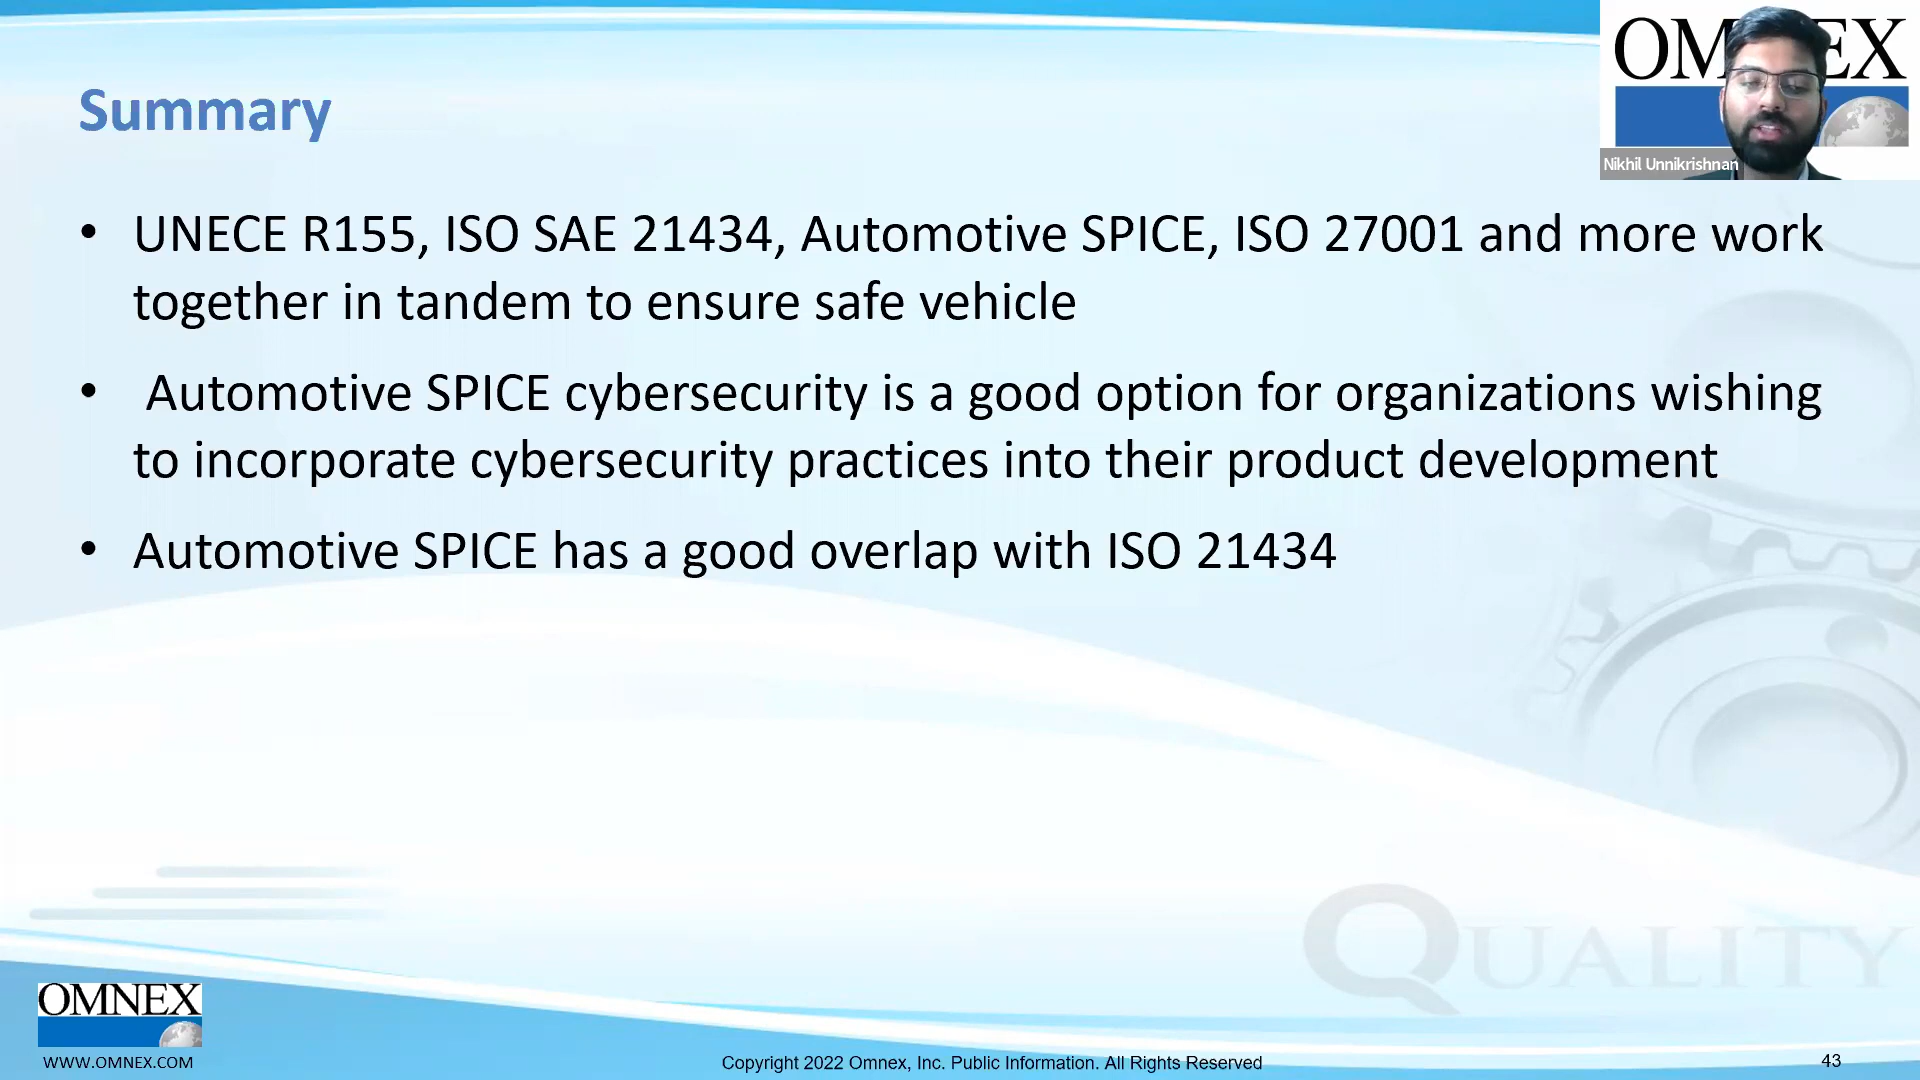 Summary
OMNEX
Nikhil Unnikrishnan
• UNECE R155, ISO SAE 21434, Automotive SPICE, ISO 27001 and more work
together in tandem to ensure safe vehicle
• Automotive SPICE cybersecurity is a good option for organizations wishing
to incorporate cybersecurity practices into their product development
• Automotive SPICE has a good overlap with ISO 21434
QUALITY
OMNEX
WWW.OMNEX.COM
Copyright 2022 Omnex, Inc. Public Information. All Rights Reserved
43